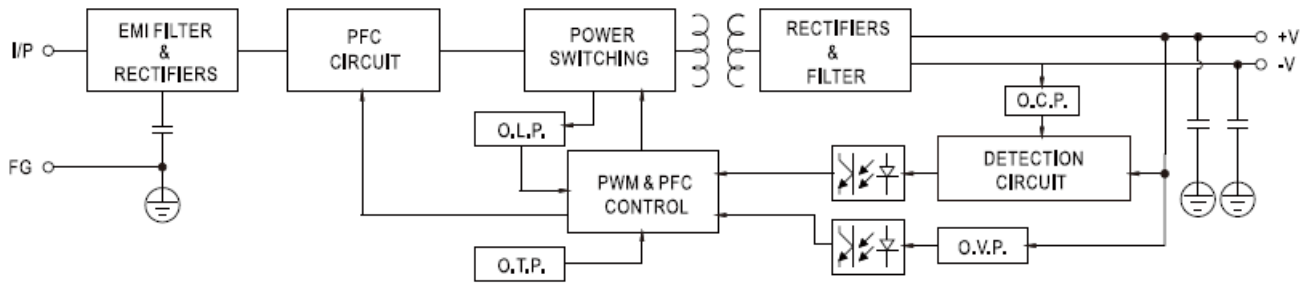 I/P
EMI FILTER
&
RECTIFIERS
PFC
CIRCUIT
POWER
SWITCHING
RECTIFIERS
&
FILTER
+V
-V
O.C.P.
O.L.P.
FG
PWM & PFC
CONTROL
DETECTION
CIRCUIT
O.T.P.
O.V.P.